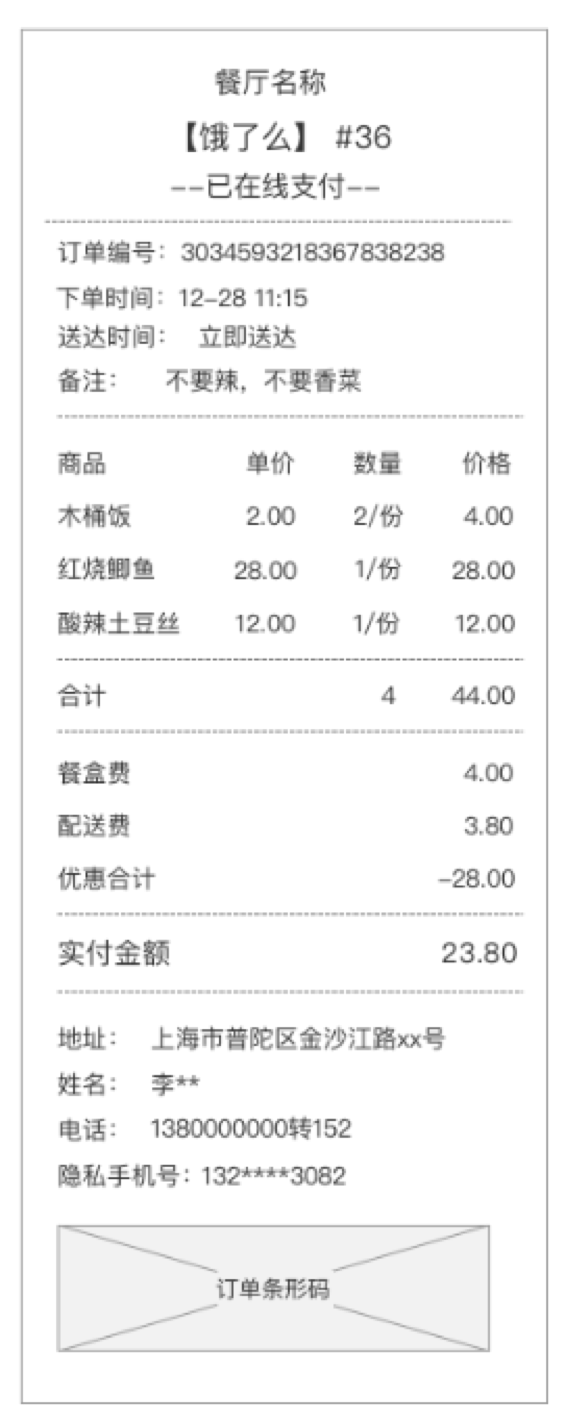 餐厅名称
【饿了么】 #36
--已在线支付--
订单编号：3034593218367838238
下单时间：12-28 11:15
送达时间： 立即送达
备注： 不要辣，不要香菜
商品 单价 数量 价格
木桶饭 2.00 2/份 4.00
红烧鲫鱼 28.00 1/份 28.00
酸辣土豆丝 12.00 1/份 12.00
合计 4 44.00
餐盒费 4.00
配送费 3.80
优惠合计 -28.00
实付金额 23.80
地址： 上海市普陀区金沙江路xx号
姓名： 李**
电话： 1380000000转152
隐私手机号：132****3082
订单条形码